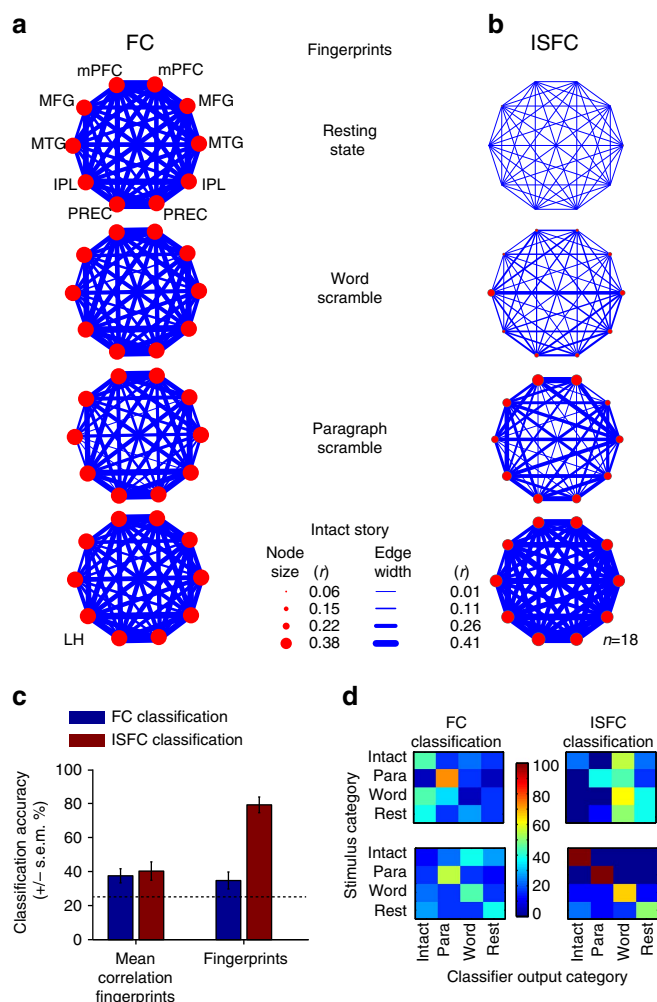 a
FC
Fingerprints
b
ISFC
mPFC mPFC
MFG MFG
MTG MTG
IPL IPL
PREC PREC
Resting
state
Word
scramble
Paragraph
scramble
Intact story
Node
size
(r)
Edge
width
(r)
0.06 0.01
0.15 0.11
0.22 0.26
0.38 0.41
LH
n=18
c
FC classification
ISFC classification
Classification accuracy
(+/− s.e.m. %)
100
80
60
40
20
0
Mean
correlation
fingerprints
Fingerprints
d
FC
classification
ISFC
classification
Stimulus category
Intact
Para
Word
Rest
Intact
Para
Word
Rest
100
80
60
40
20
0
Intact
Para
Word
Rest
Intact
Para
Word
Rest
Classifier output category